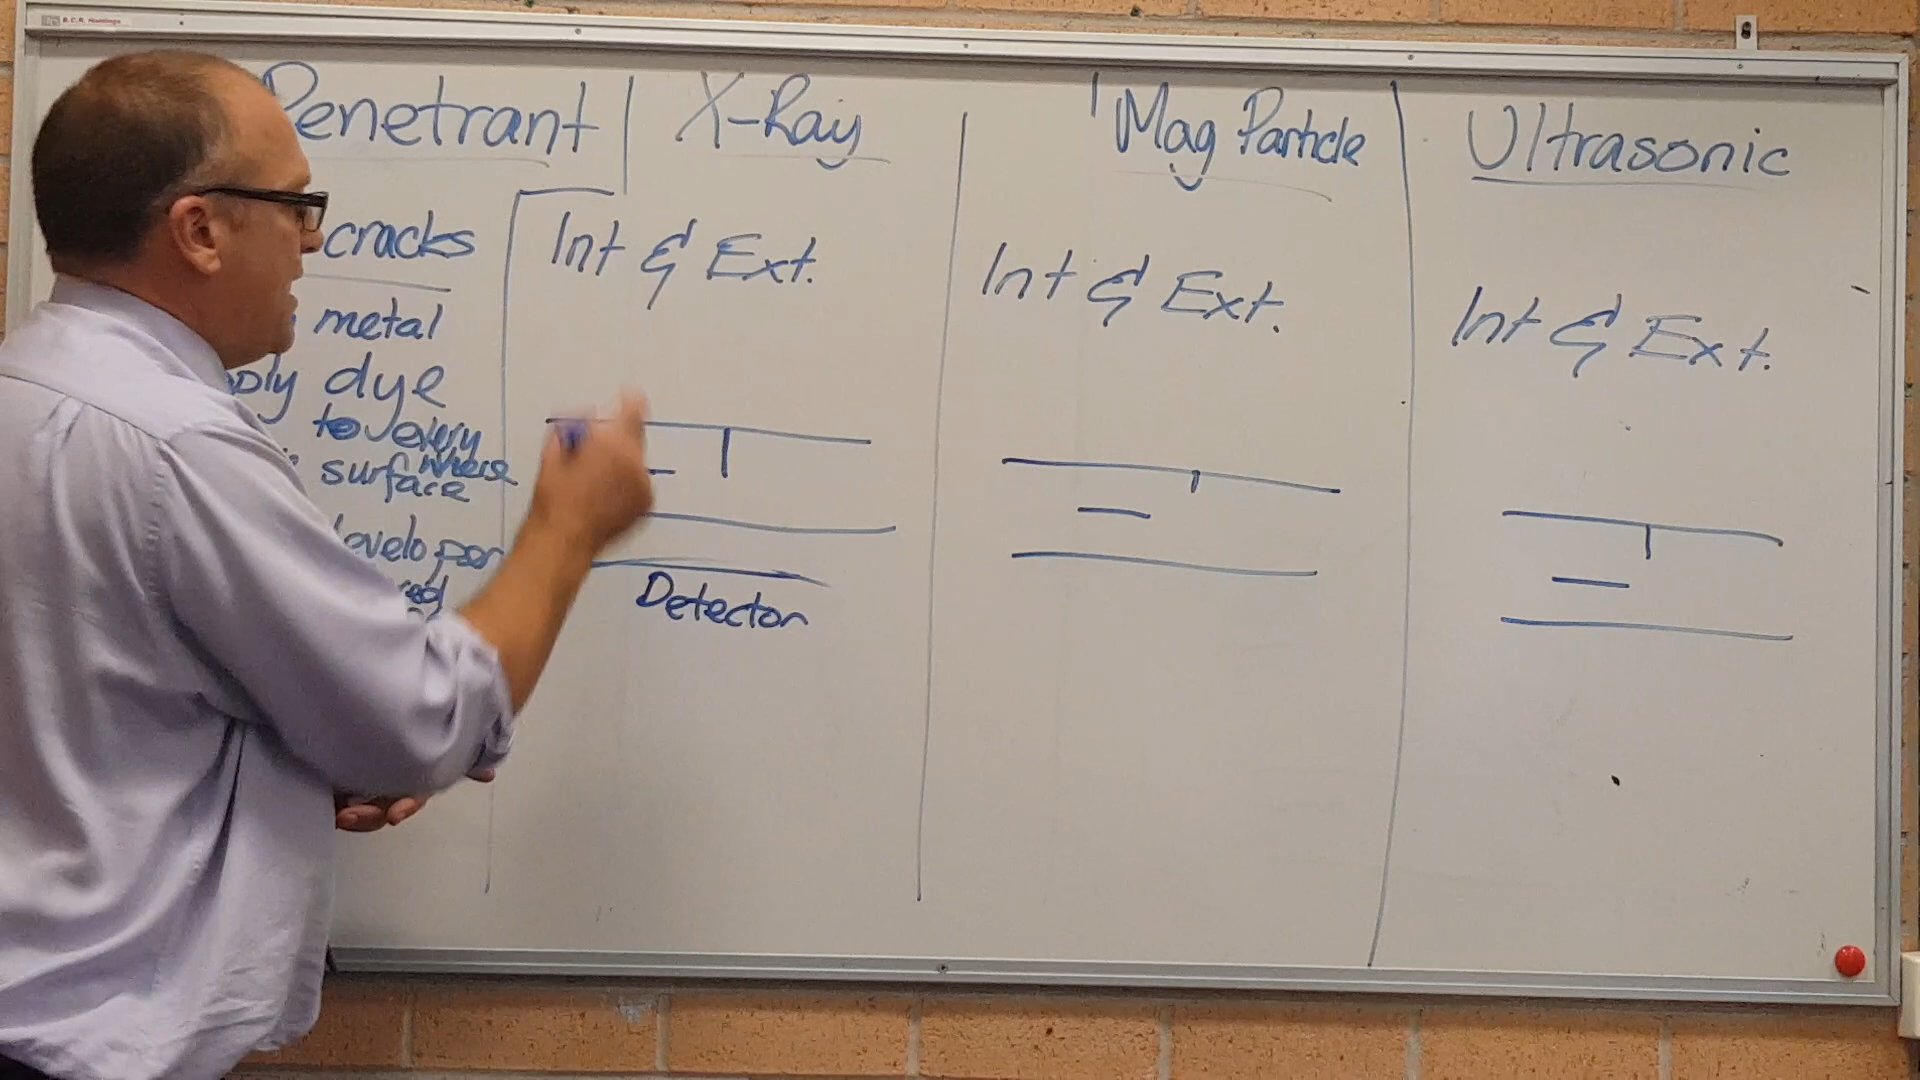 B.C.R. Holdings
Penetrant
cracks
metal
dye
to every
where
surface
X-Ray
Int & Ext.
Detector
Mag Particle
Int & Ext.
Ultrasonic
Int & Ext.